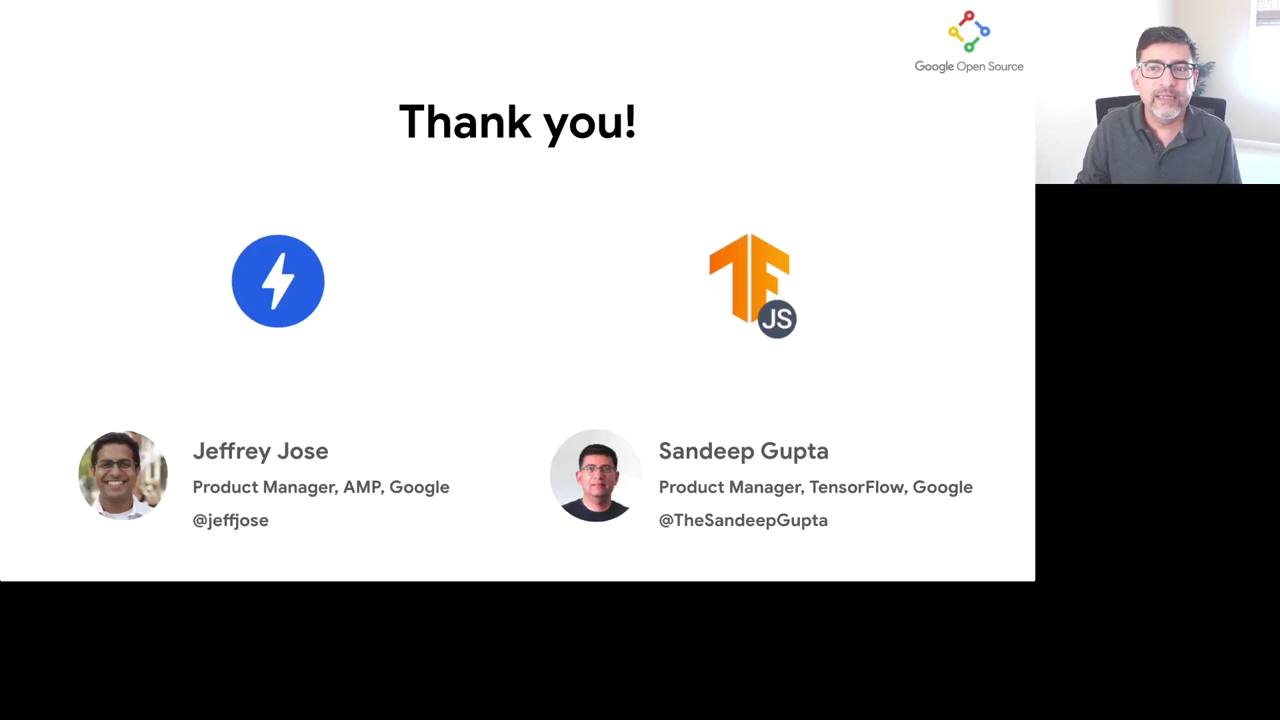 Google Open Source
Thank you!
JS
Jeffrey Jose
Product Manager, AMP, Google
@jeffjose
Sandeep Gupta
Product Manager, TensorFlow, Google
@TheSandeepGupta